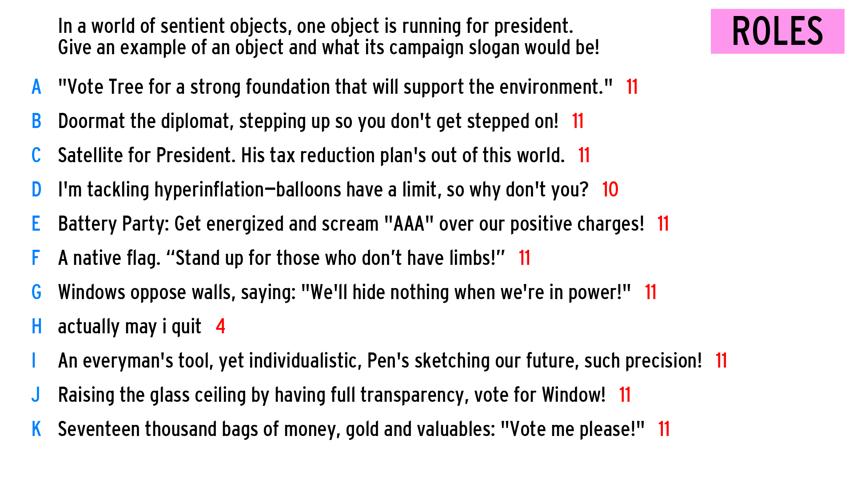 In a world of sentient objects, one object is running for president.
Give an example of an object and what its campaign slogan would be!
ROLES
A "Vote Tree for a strong foundation that will support the environment." 11
B Doormat the diplomat, stepping up so you don't get stepped on! 11
C Satellite for President. His tax reduction plan's out of this world. 11
D I'm tackling hyperinflation—balloons have a limit, so why don't you? 10
E Battery Party: Get energized and scream "AAA" over our positive charges! 11
F A native flag. “Stand up for those who don’t have limbs!” 11
G Windows oppose walls, saying: "We'll hide nothing when we're in power!" 11
H actually may i quit 4
I An everyman's tool, yet individualistic, Pen's sketching our future, such precision! 11
J Raising the glass ceiling by having full transparency, vote for Window! 11
K Seventeen thousand bags of money, gold and valuables: "Vote me please!" 11